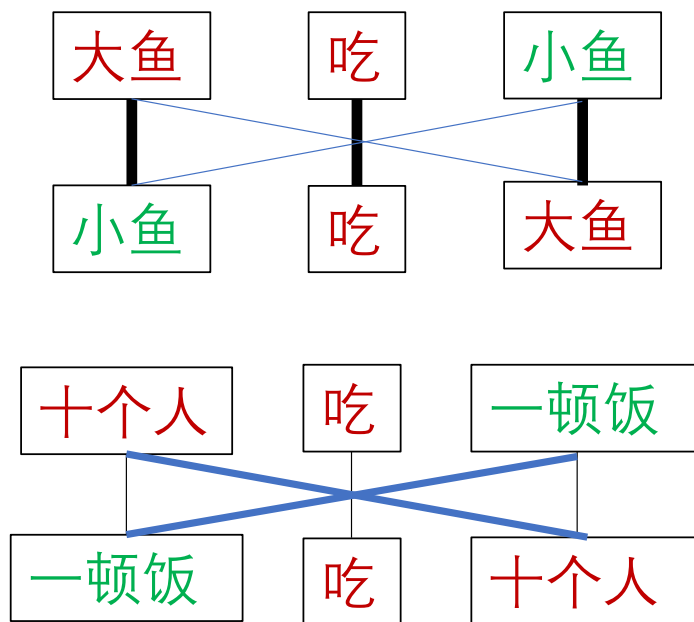 大鱼 吃 小鱼
小鱼 吃 大鱼
十个人 吃 一顿饭
一顿饭 吃 十个人